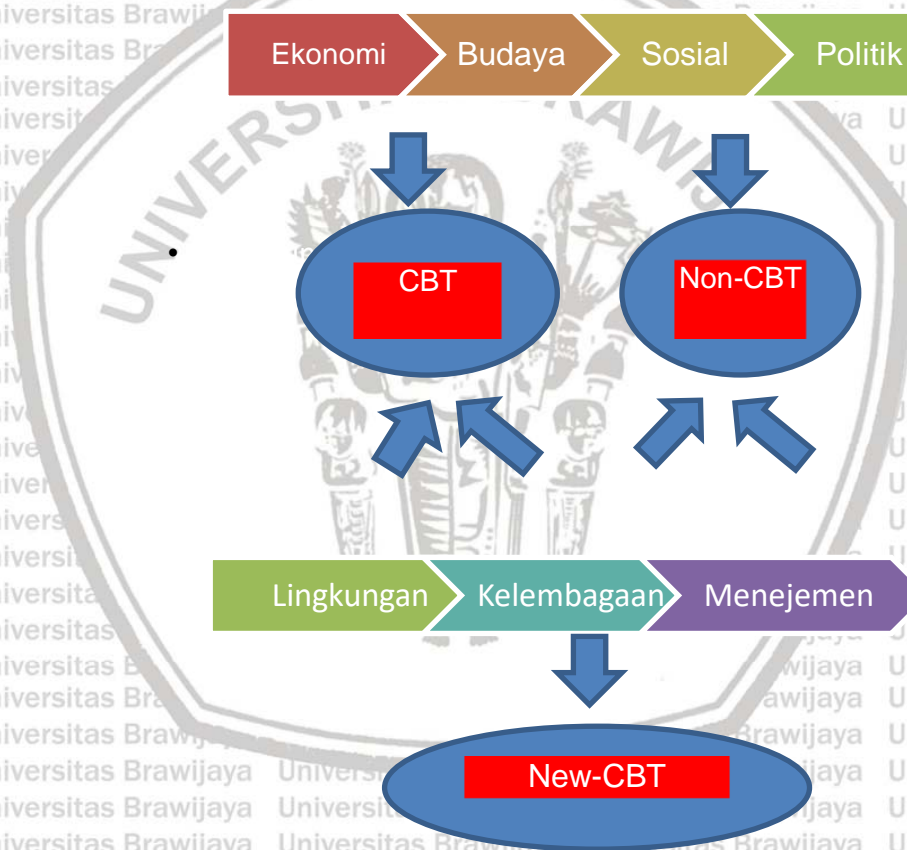 Ekonomi Budaya Sosial Politik
CBT Non-CBT
Lingkungan Kelembagaan Menejemen
New-CBT